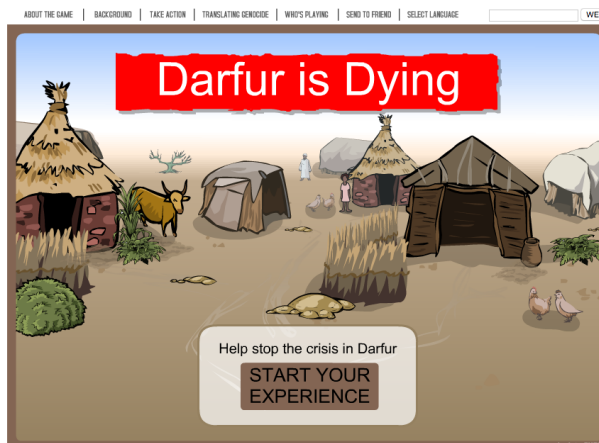 ABOUT THE GAME | BACKGROUND | TAKE ACTION | TRANSLATING GENOCIDE | WHO'S PLAYING | SEND TO FRIEND | SELECT LANGUAGE WE
Darfur is Dying
Help stop the crisis in Darfur
START YOUR
EXPERIENCE